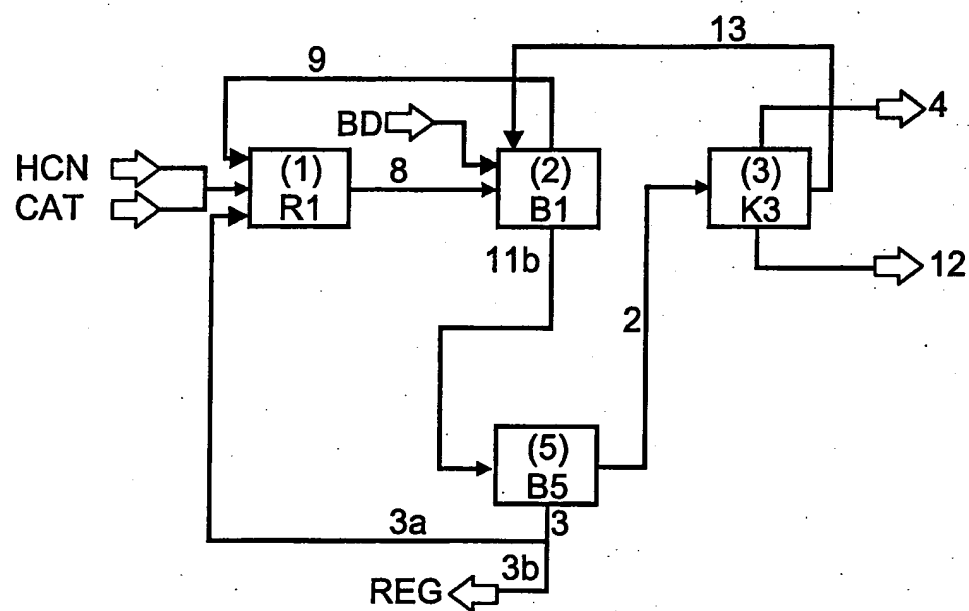 13
9
BD
4
HCN
CAT
(1)
R1
8
(2)
B1
(3)
K3
11b
12
2
(5)
B5
3
3a
3b
REG